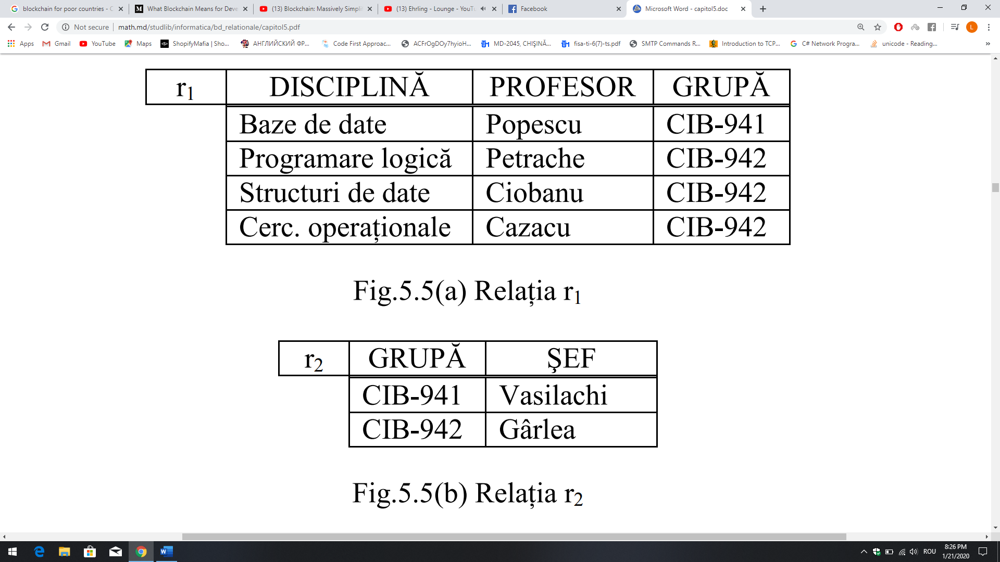 blockchain for poor countries - C
What Blockchain Means for Deve
(13) Blockchain: Massively Simpli
(13) Ehrling - Lounge - YouTu
Facebook
Microsoft Word - capitol5.doc
Not secure | math.md/studlib/informatica/bd_relationale/capitol5.pdf
L
Apps Gmail YouTube Maps ShopifyMafia | Sho... АНГЛИЙСКИЙ ФР... Code First Approac... ACFrOgDOy7hyioH... MD-2045, CHIŞINĂ... fisa-ti-6(7)-ts.pdf SMTP Commands R... Introduction to TCP... C# Network Progra... unicode - Reading... »
r1 DISCIPLINĂ PROFESOR GRUPĂ
Baze de date Popescu CIB-941
Programare logică Petrache CIB-942
Structuri de date Ciobanu CIB-942
Cerc. operaționale Cazacu CIB-942
Fig.5.5(a) Relația r1
r2 GRUPĂ ŞEF
CIB-941 Vasilachi
CIB-942 Gârlea
Fig.5.5(b) Relația r2
ROU
8:26 PM
1/21/2020